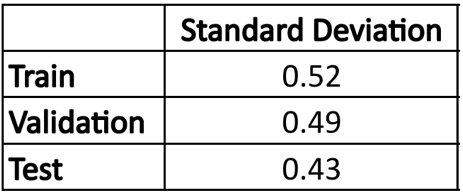 Standard Deviation
Train 0.52
Validation 0.49
Test 0.43